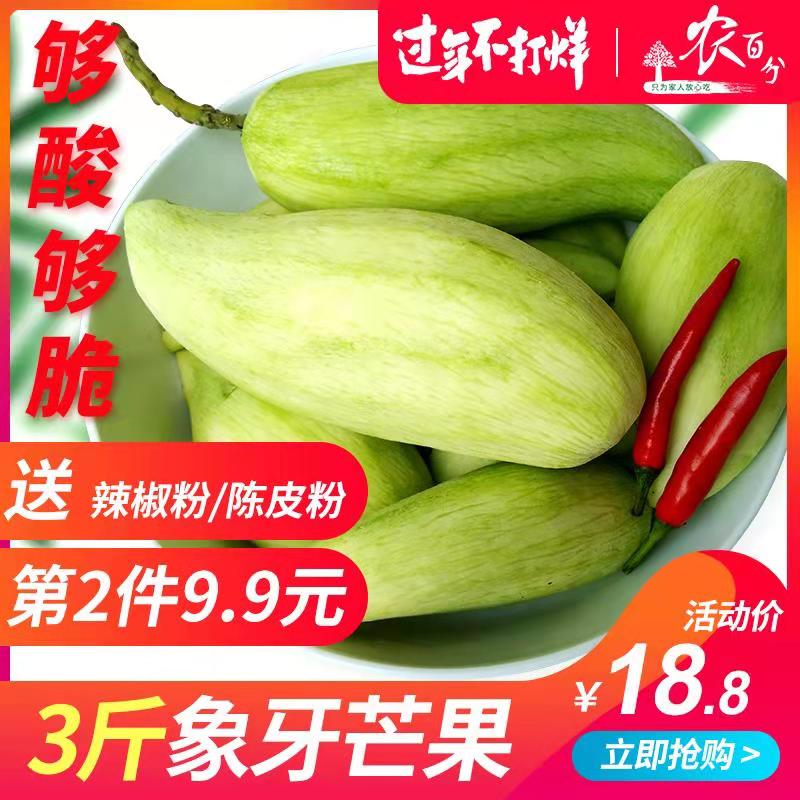 过年不打烊
农百分
只为家人放心吃
够酸够脆
送 辣椒粉/陈皮粉
第2件9.9元
3斤象牙芒果
活动价
¥18.8
立即抢购>